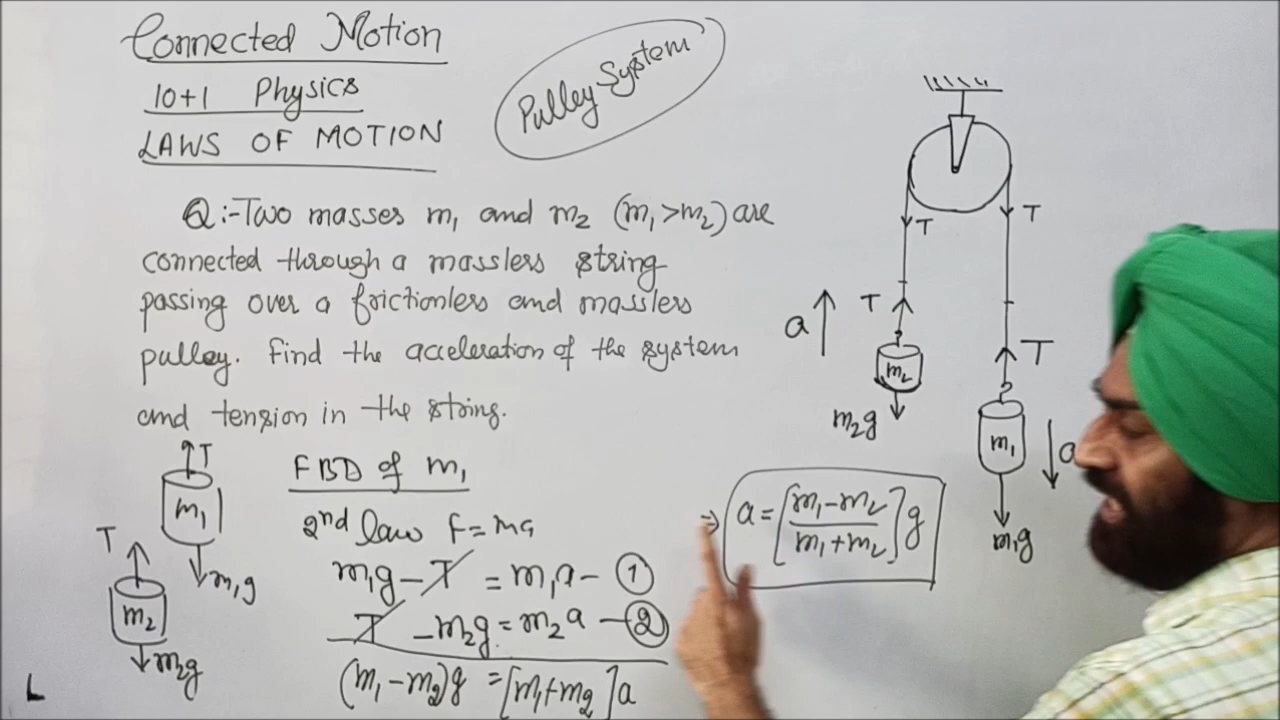 Connected Motion
10+1 Physics
LAWS OF MOTION
Pulley System
Q:-Two masses m₁ and m₂ (m₁>m₂) are
connected through a massless string
passing over a frictionless and massless
pulley. Find the acceleration of the system
and tension in the string.
T
T
a
T
T
m₂
m₂g
m₁
a
m₁g
T
m₁
m₁g
T
m₂
m₂g
FBD of m₁
2nd law F=ma
m₁g-T = m₁a- ①
T -m₂g = m₂a -②
(m₁-m₂)g = [m₁+m₂]a
⇒ a = [m₁-m₂/m₁+m₂]g